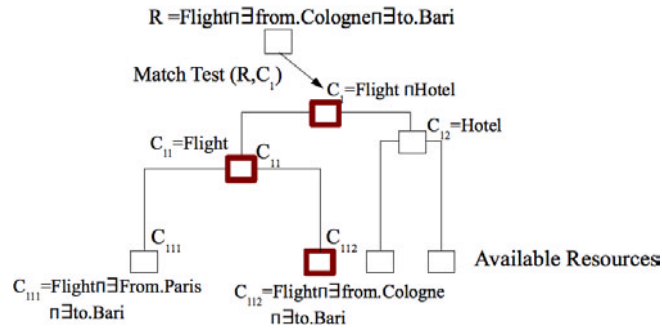 R =Flight⊓∃from.Cologne⊓∃to.Bari
Match Test (R,C₁)
C₁=Flight ⊓Hotel
C₁₁=Flight
C₁₂=Hotel
C₁₁
C₁₁₁
C₁₁₂
Available Resources
C₁₁₁=Flight⊓∃From.Paris
⊓∃to.Bari
C₁₁₂=Flight⊓∃from.Cologne
⊓∃to.Bari